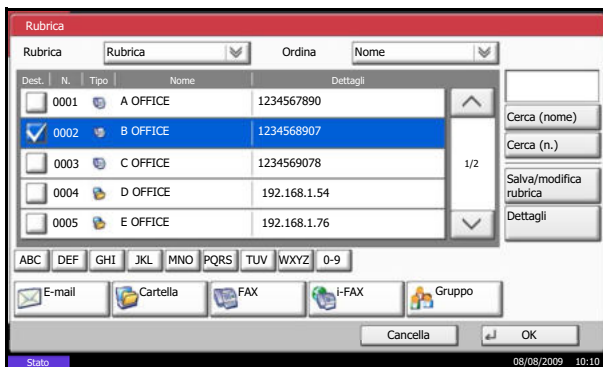 Rubrica
Rubrica Rubrica Ordina Nome
Dest. N. Tipo Nome Dettagli
0001 A OFFICE 1234567890
0002 B OFFICE 1234568907
0003 C OFFICE 1234569078
0004 D OFFICE 192.168.1.54
0005 E OFFICE 192.168.1.76
1/2
Cerca (nome)
Cerca (n.)
Salva/modifica
rubrica
Dettagli
ABC DEF GHI JKL MNO PQRS TUV WXYZ 0-9
E-mail Cartella FAX i-FAX Gruppo
Cancella OK
Stato 08/08/2009 10:10